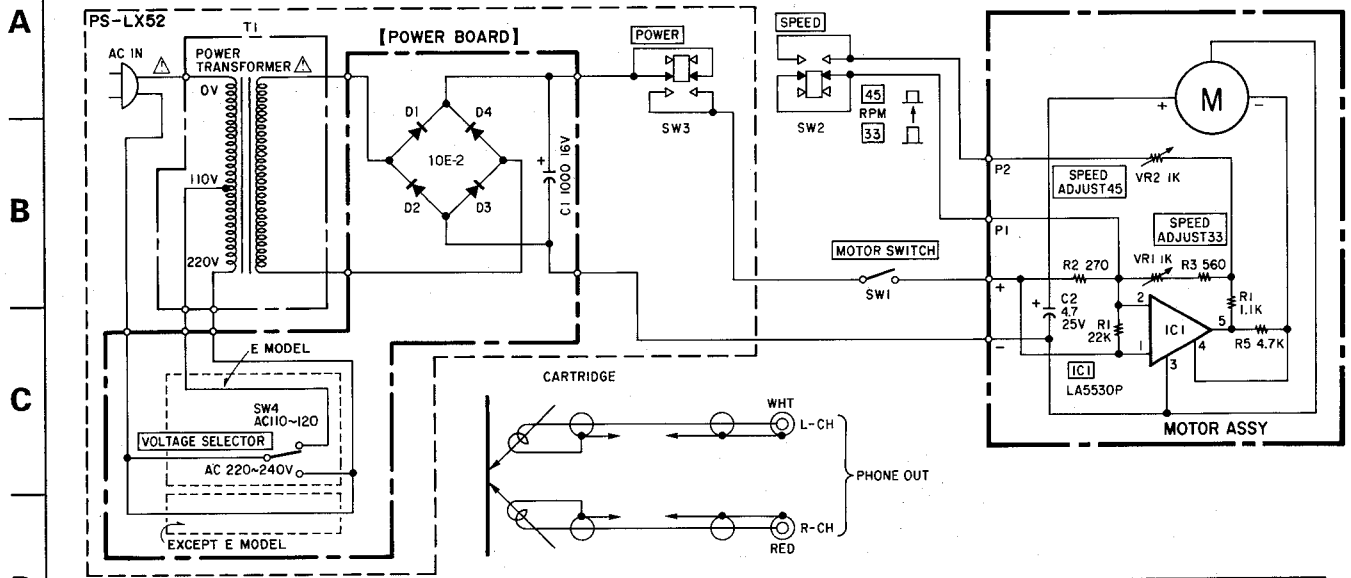 A
B
C
PS-LX52
T1
AC IN
POWER
TRANSFORMER
0V
110V
220V
[POWER BOARD]
D1
D4
10E-2
D2
D3
+
C1 1000 16V
POWER
SW3
SPEED
SW2
45
RPM
33
M
+
-
P2
SPEED
ADJUST45
VR2 1K
P1
SPEED
ADJUST33
MOTOR SWITCH
SW1
+
R2 270
VR1 1K
R3 560
+
C2
4.7
25V
R1
22K
2
1
IC1
5
4
3
R1
1.1K
R5 4.7K
-
IC1
LA5530P
MOTOR ASSY
E MODEL
SW4
AC110~120
VOLTAGE SELECTOR
AC 220~240V
EXCEPT E MODEL
CARTRIDGE
WHT
L-CH
PHONE OUT
R-CH
RED